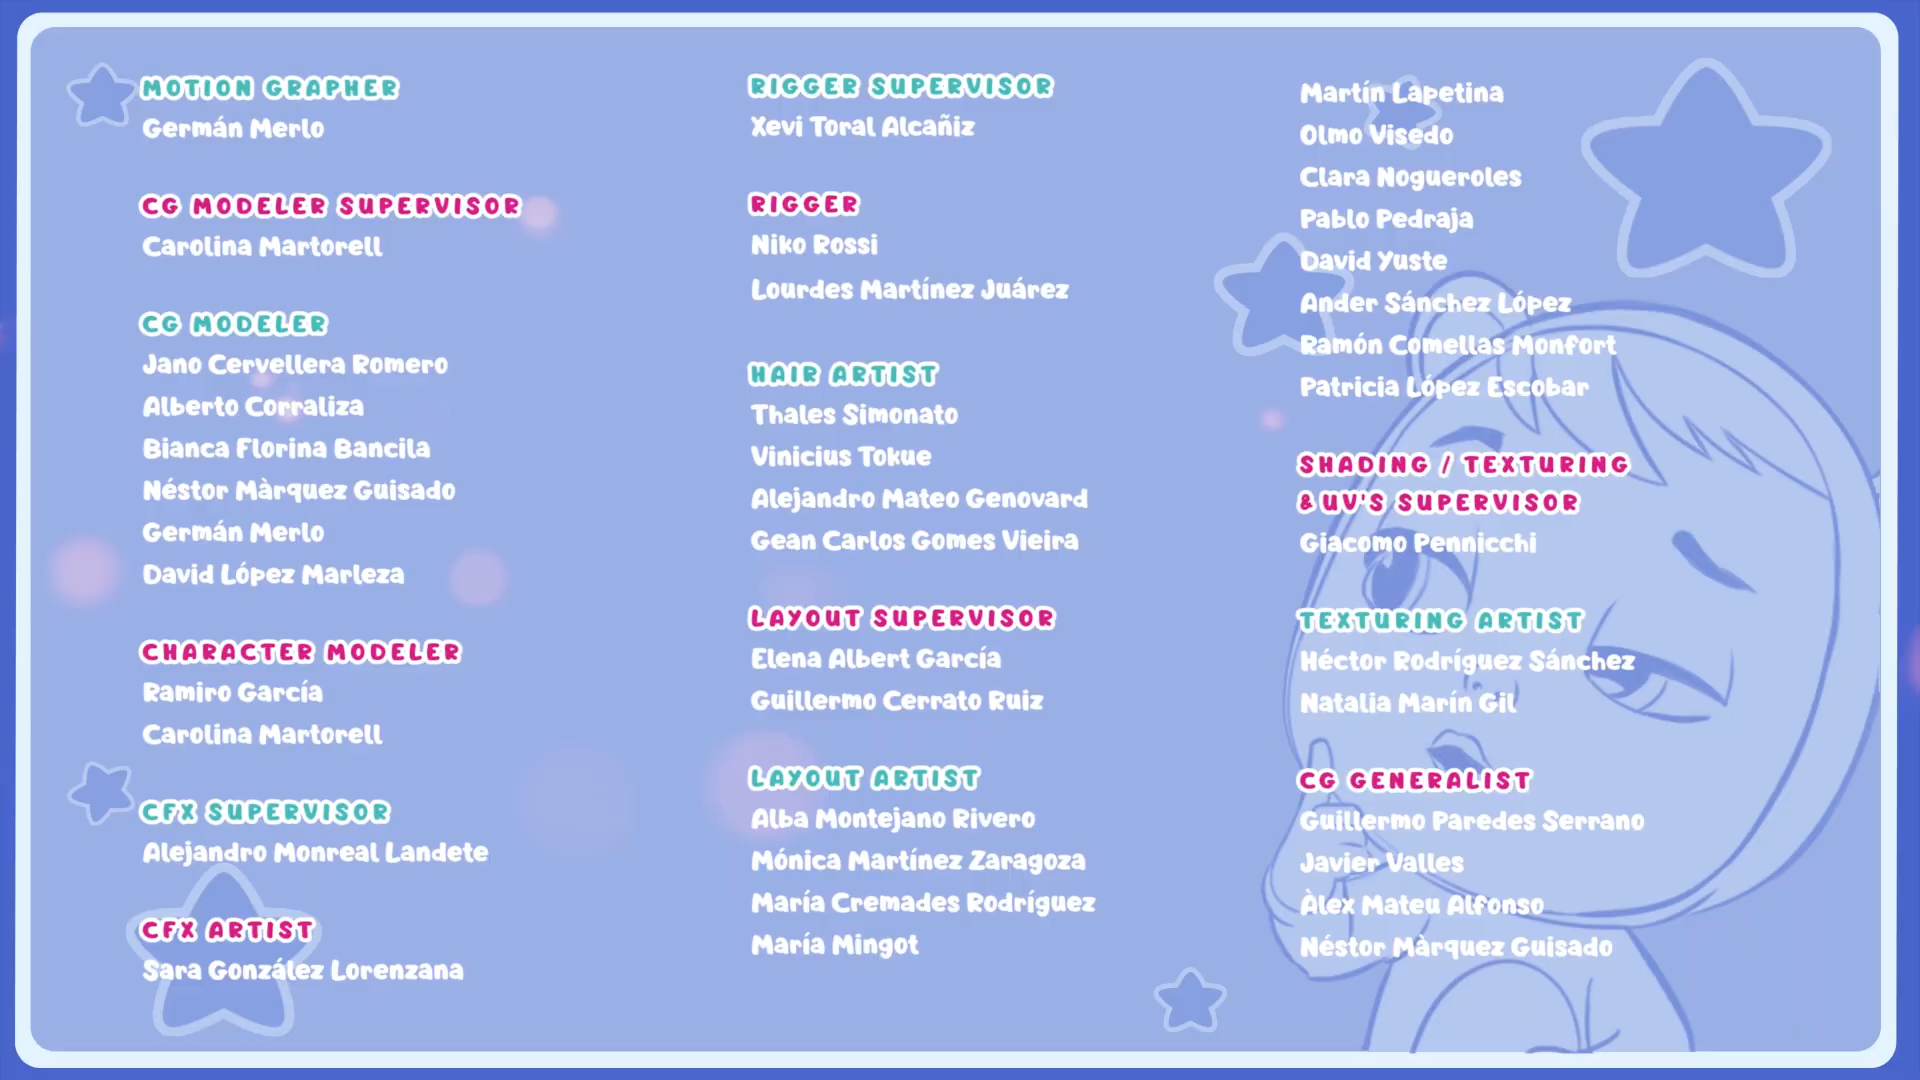 MOTION GRAPHER
Germán Merlo
CG MODELER SUPERVISOR
Carolina Martorell
CG MODELER
Jano Cervellera Romero
Alberto Corraliza
Bianca Florina Bancila
Néstor Màrquez Guisado
Germán Merlo
David López Marleza
CHARACTER MODELER
Ramiro García
Carolina Martorell
CFX SUPERVISOR
Alejandro Monreal Landete
CFX ARTIST
Sara González Lorenzana
RIGGER SUPERVISOR
Xevi Toral Alcañiz
RIGGER
Niko Rossi
Lourdes Martínez Juárez
HAIR ARTIST
Thales Simonato
Vinicius Tokue
Alejandro Mateo Genovard
Gean Carlos Gomes Vieira
LAYOUT SUPERVISOR
Elena Albert García
Guillermo Cerrato Ruiz
LAYOUT ARTIST
Alba Montejano Rivero
Mónica Martínez Zaragoza
María Cremades Rodríguez
María Mingot
Martín Lapetina
Olmo Visedo
Clara Nogueroles
Pablo Pedraja
David Yuste
Ander Sánchez López
Ramón Comellas Monfort
Patricia López Escobar
SHADING / TEXTURING
& UV'S SUPERVISOR
Giacomo Pennicchi
TEXTURING ARTIST
Héctor Rodríguez Sánchez
Natalia Marín Gil
CG GENERALIST
Guillermo Paredes Serrano
Javier Valles
Àlex Mateu Alfonso
Néstor Màrquez Guisado